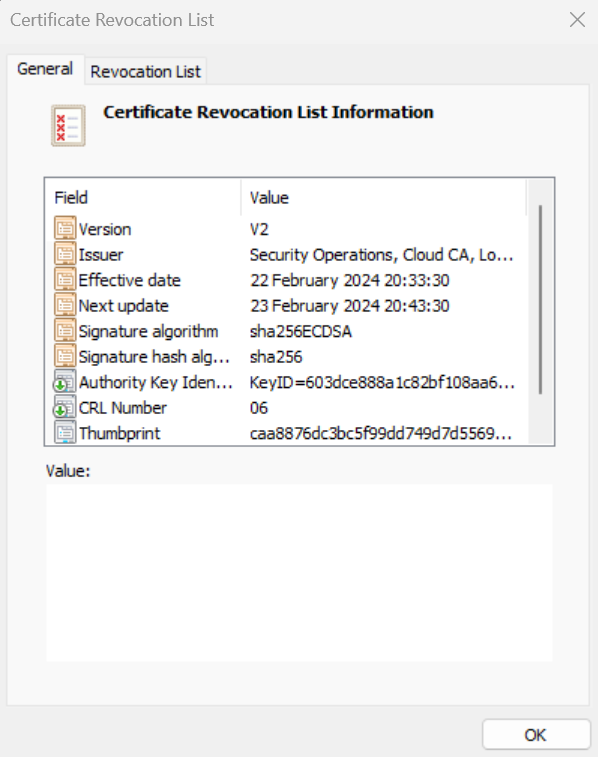 Certificate Revocation List
General Revocation List
Certificate Revocation List Information
Field Value
Version V2
Issuer Security Operations, Cloud CA, Lo...
Effective date 22 February 2024 20:33:30
Next update 23 February 2024 20:43:30
Signature algorithm sha256ECDSA
Signature hash alg... sha256
Authority Key Iden... KeyID=603dce888a1c82bf108aa6...
CRL Number 06
Thumbprint caa8876dc3bc5f99dd749d7d5569...
Value:
OK